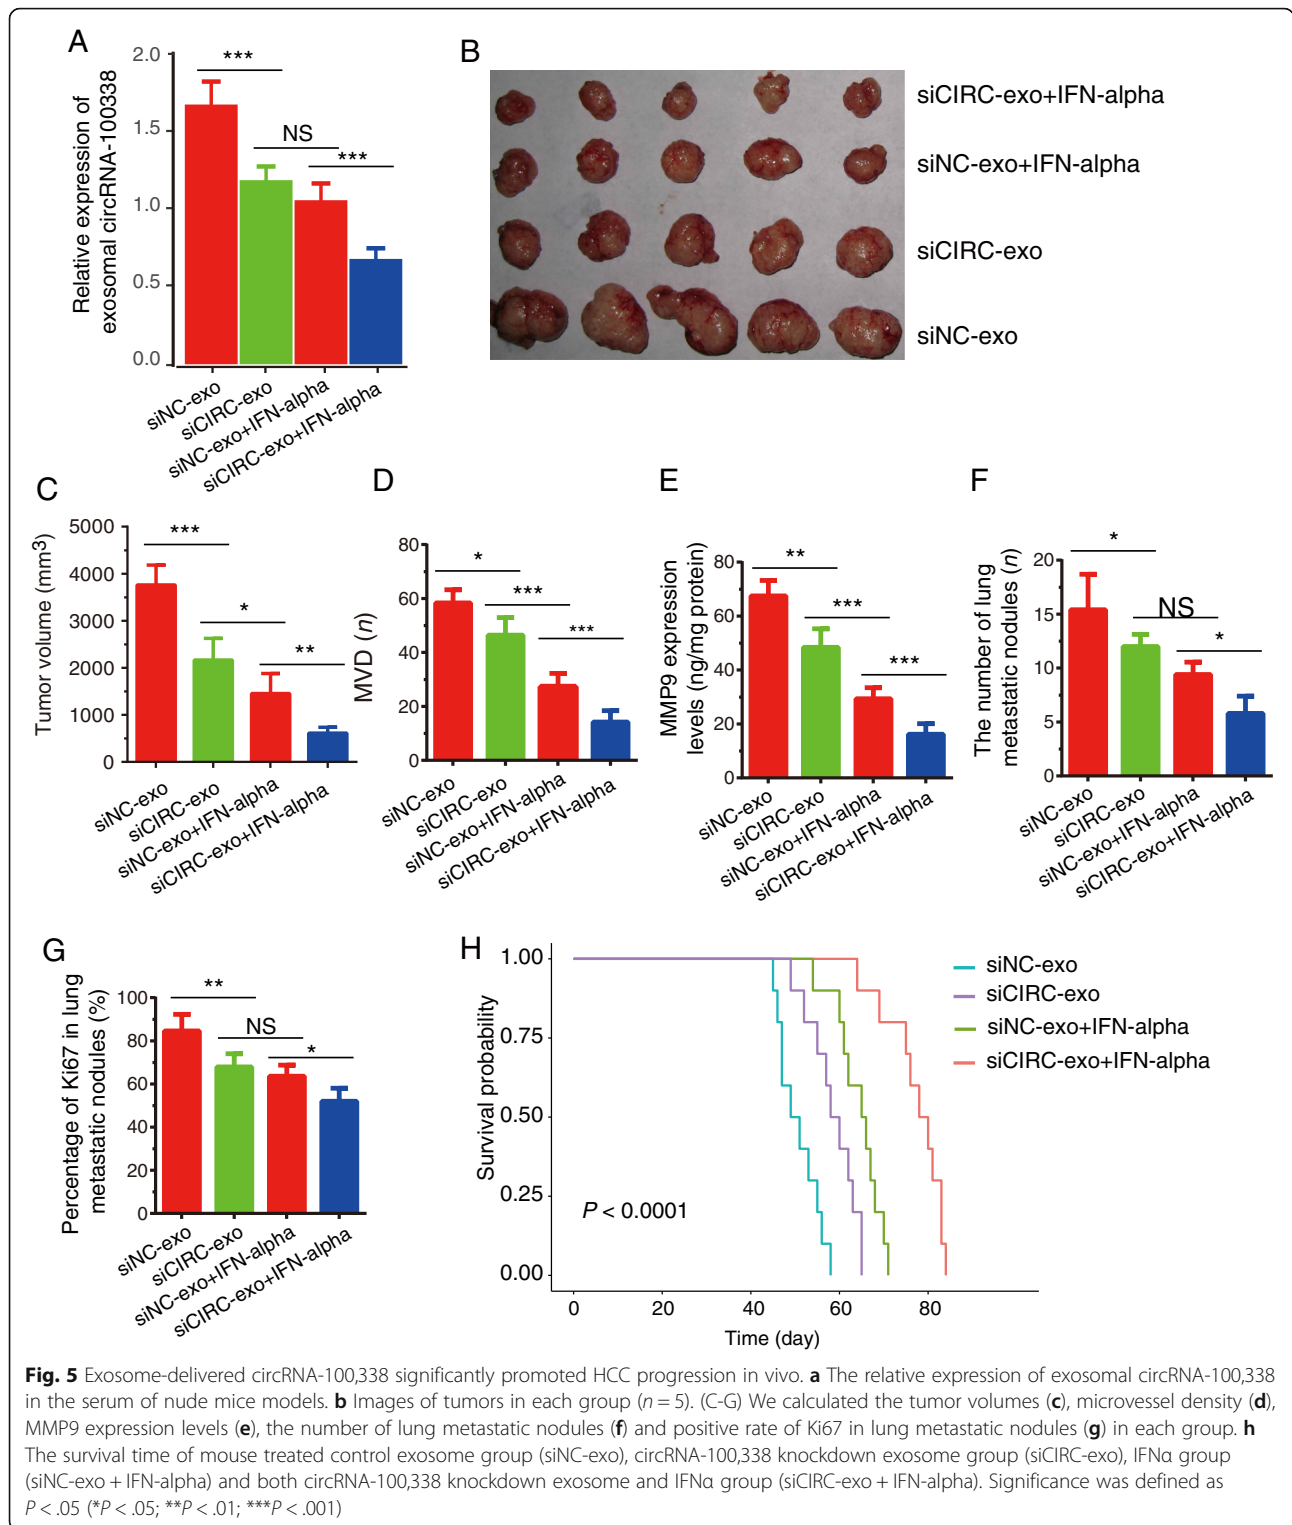 A
Relative expression of
exosomal circRNA-100338
2.0
1.5
1.0
0.5
0.0
***
NS
***
siNC-exo
siCIRC-exo
siNC-exo+IFN-alpha
siCIRC-exo+IFN-alpha
B
siCIRC-exo+IFN-alpha
siNC-exo+IFN-alpha
siCIRC-exo
siNC-exo
C
Tumor volume (mm³)
5000
4000
3000
2000
1000
0
***
*
**
siNC-exo
siCIRC-exo
siNC-exo+IFN-alpha
siCIRC-exo+IFN-alpha
D
MVD (n)
80
60
40
20
0
*
***
***
siNC-exo
siCIRC-exo
siNC-exo+IFN-alpha
siCIRC-exo+IFN-alpha
E
MMP9 expression
levels (ng/mg protein)
80
60
40
20
0
**
***
***
siNC-exo
siCIRC-exo
siNC-exo+IFN-alpha
siCIRC-exo+IFN-alpha
F
The number of lung
metastatic nodules (n)
20
15
10
5
0
*
NS
*
siNC-exo
siCIRC-exo
siNC-exo+IFN-alpha
siCIRC-exo+IFN-alpha
G
Percentage of Ki67 in lung
metastatic nodules (%)
100
80
60
40
20
0
**
NS
*
siNC-exo
siCIRC-exo
siNC-exo+IFN-alpha
siCIRC-exo+IFN-alpha
H
Survival probability
1.00
0.75
0.50
0.25
0.00
P < 0.0001
0 20 40 60 80
Time (day)
siNC-exo
siCIRC-exo
siNC-exo+IFN-alpha
siCIRC-exo+IFN-alpha
Fig. 5 Exosome-delivered circRNA-100,338 significantly promoted HCC progression in vivo. a The relative expression of exosomal circRNA-100,338
in the serum of nude mice models. b Images of tumors in each group (n = 5). (C-G) We calculated the tumor volumes (c), microvessel density (d),
MMP9 expression levels (e), the number of lung metastatic nodules (f) and positive rate of Ki67 in lung metastatic nodules (g) in each group. h
The survival time of mouse treated control exosome group (siNC-exo), circRNA-100,338 knockdown exosome group (siCIRC-exo), IFNα group
(siNC-exo + IFN-alpha) and both circRNA-100,338 knockdown exosome and IFNα group (siCIRC-exo + IFN-alpha). Significance was defined as
P < .05 (*P < .05; **P < .01; ***P < .001)